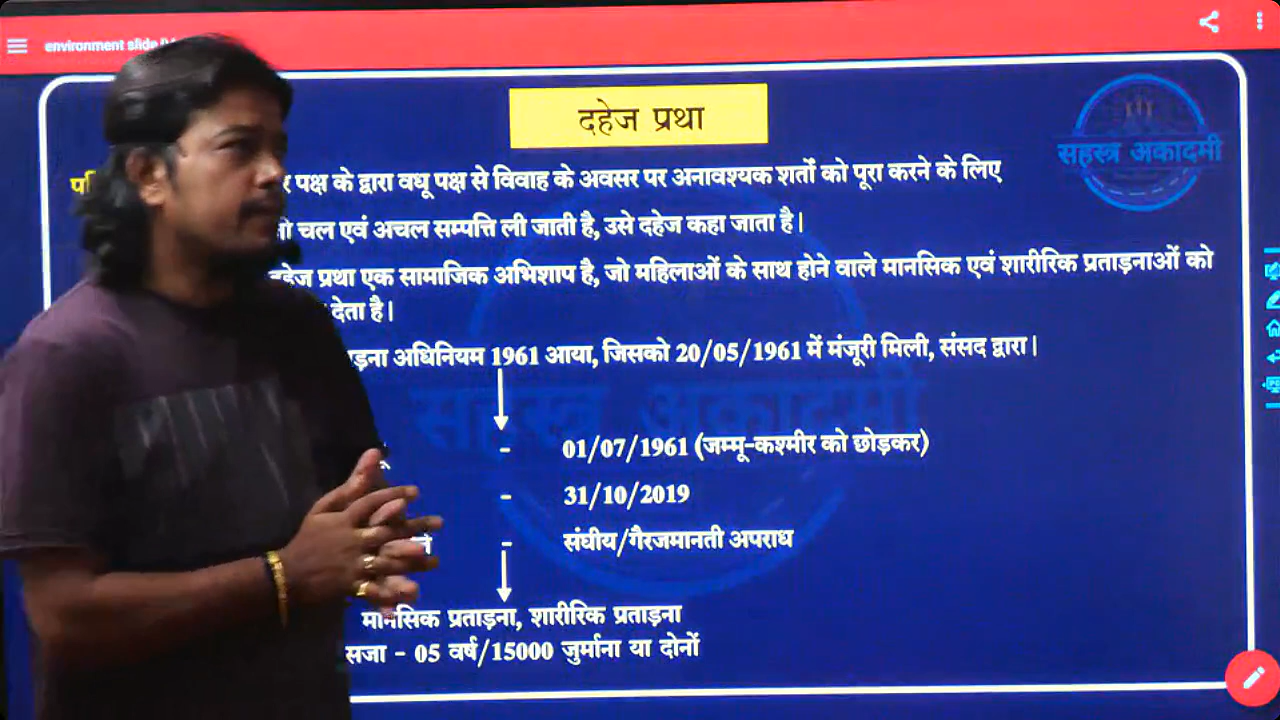 environment slide
दहेज प्रथा
सहस्त्र अकादमी
पक्ष के द्वारा वधू पक्ष से विवाह के अवसर पर अनावश्यक शर्तों को पूरा करने के लिए
चल एवं अचल सम्पत्ति ली जाती है, उसे दहेज कहा जाता है।
दहेज प्रथा एक सामाजिक अभिशाप है, जो महिलाओं के साथ होने वाले मानसिक एवं शारीरिक प्रताड़नाओं को
देता है।
अधिनियम 1961 आया, जिसको 20/05/1961 में मंजूरी मिली, संसद द्वारा।
सहस्त्र अकादमी
- 01/07/1961 (जम्मू-कश्मीर को छोड़कर)
- 31/10/2019
- संघीय/गैरजमानती अपराध
मानसिक प्रताड़ना, शारीरिक प्रताड़ना
सजा - 05 वर्ष/15000 जुर्माना या दोनों